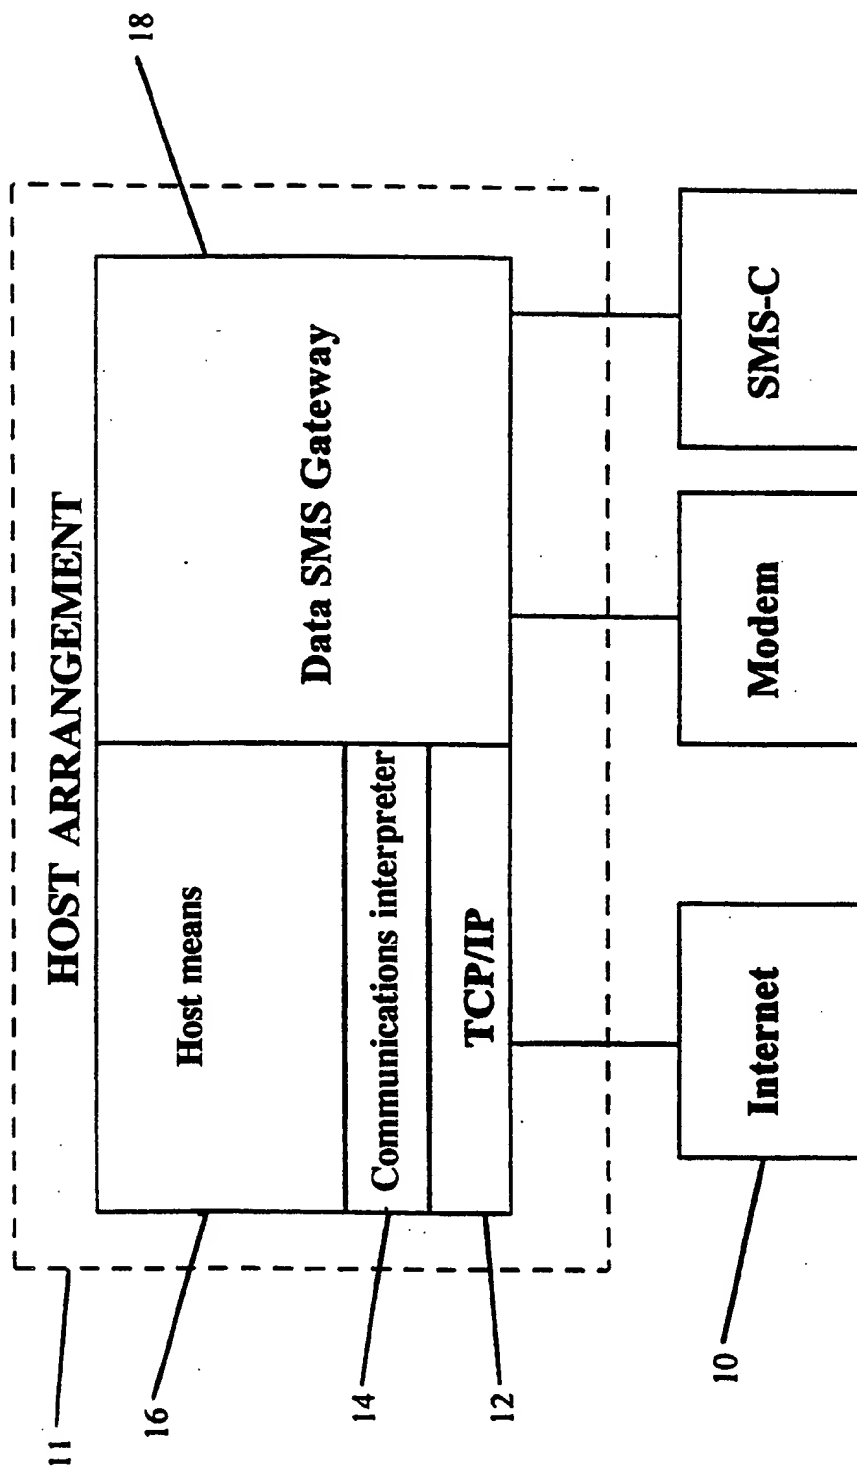 HOST ARRANGEMENT
11
16
Host means
14
Communications interpreter
12
TCP/IP
Data SMS Gateway
18
10
Internet
Modem
SMS-C